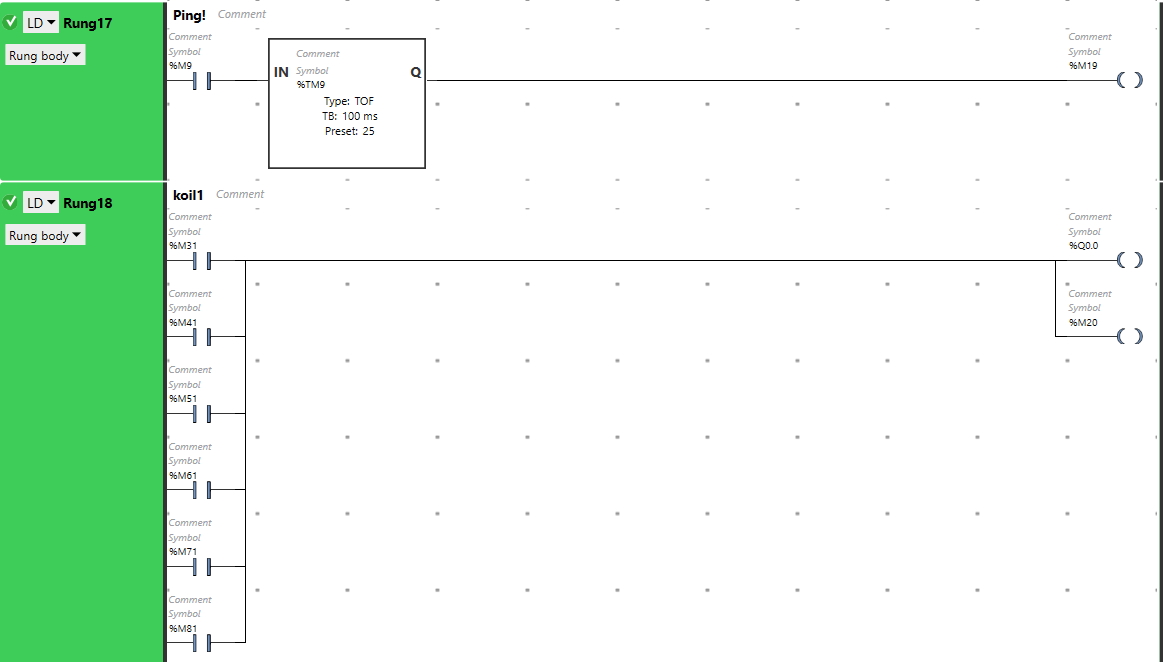 LD Rung17 Ping! Comment
Rung body
Comment
Symbol
%M9
IN
Comment
Symbol
%TM9
Q
Type: TOF
TB: 100 ms
Preset: 25
Comment
Symbol
%M19
LD Rung18 koil1 Comment
Rung body
Comment
Symbol
%M31
Comment
Symbol
%Q0.0
Comment
Symbol
%M41
Comment
Symbol
%M20
Comment
Symbol
%M51
Comment
Symbol
%M61
Comment
Symbol
%M71
Comment
Symbol
%M81